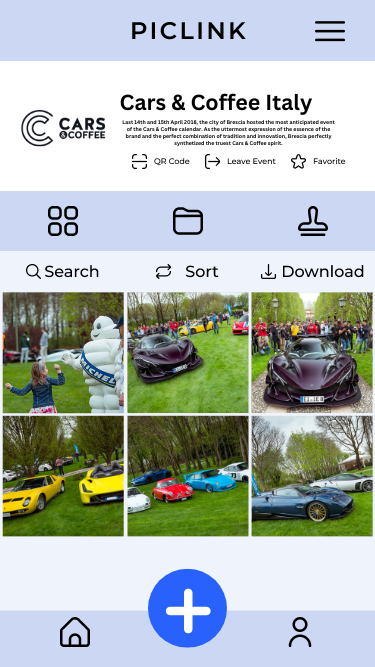 PICLINK
CARS
&COFFEE
Cars & Coffee Italy
Last 14th and 15th April 2018, the city of Brescia hosted the most anticipated event
of the Cars & Coffee calendar. As the uttermost expression of the essence of the
brand and the perfect combination of tradition and innovation, Brescia perfectly
synthetized the truest Cars & Coffee spirit.
QR Code
Leave Event
Favorite
Search
Sort
Download